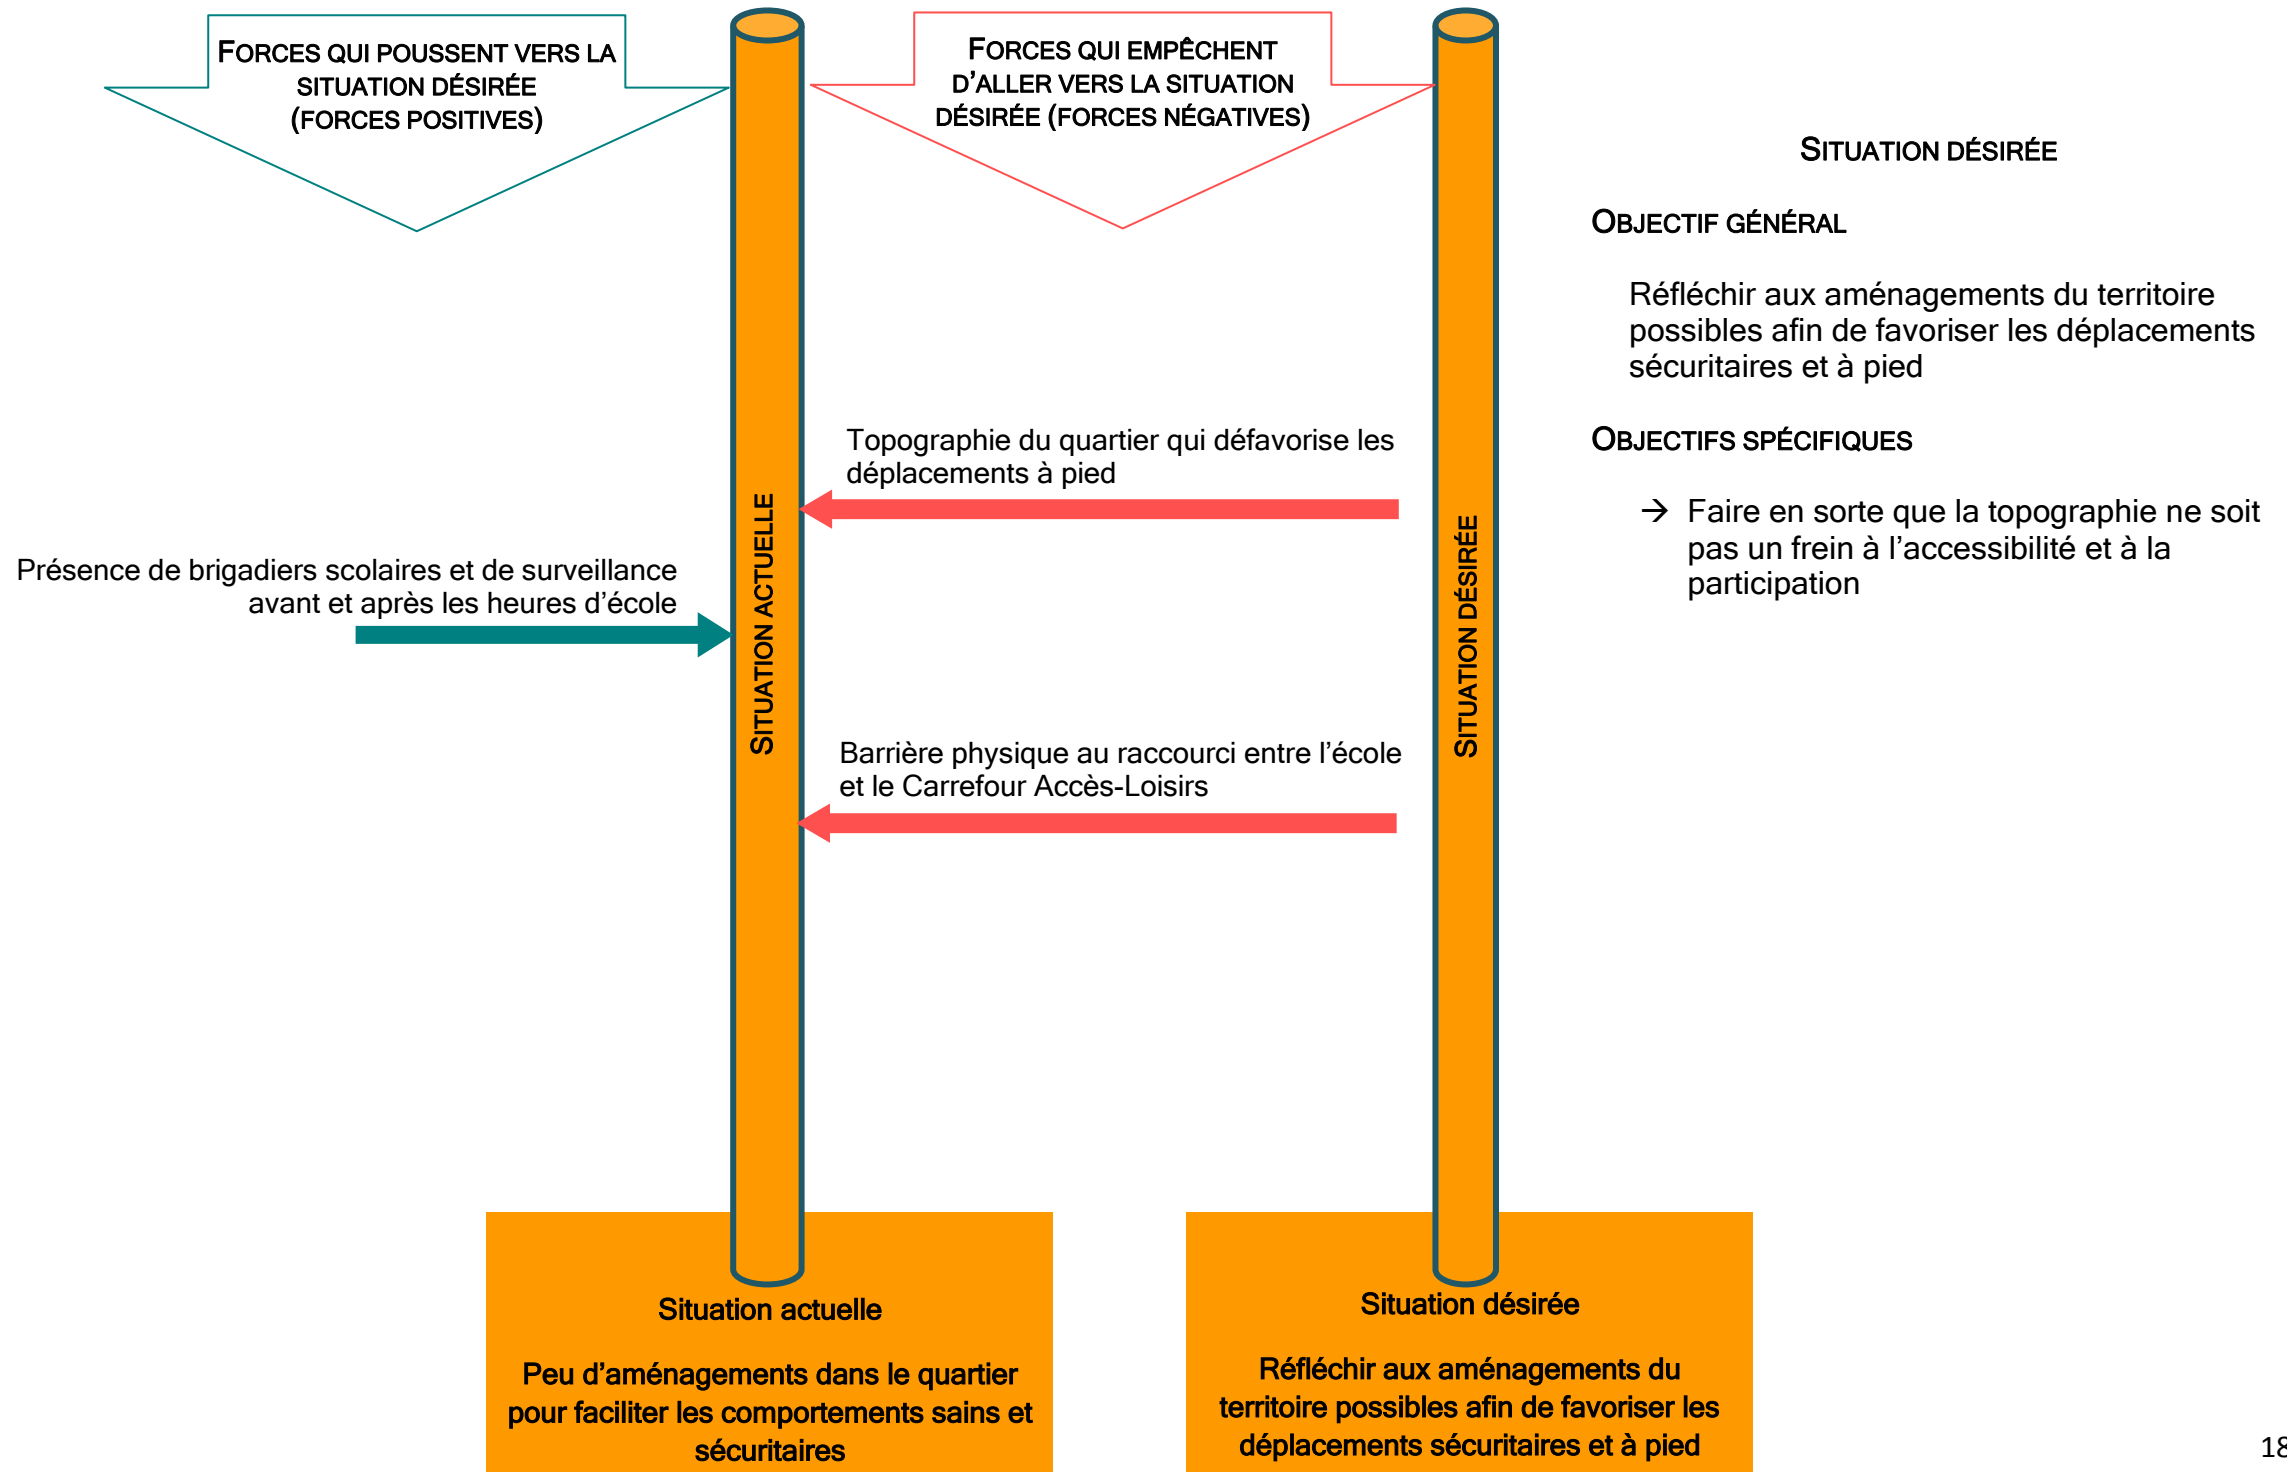 FORCES QUI POUSSENT VERS LA
SITUATION DÉSIRÉE
(FORCES POSITIVES)
FORCES QUI EMPÊCHENT
D’ALLER VERS LA SITUATION
DÉSIRÉE (FORCES NÉGATIVES)
SITUATION DÉSIRÉE
OBJECTIF GÉNÉRAL
Réfléchir aux aménagements du territoire
possibles afin de favoriser les déplacements
sécuritaires et à pied
OBJECTIFS SPÉCIFIQUES
→ Faire en sorte que la topographie ne soit
pas un frein à l’accessibilité et à la
participation
Topographie du quartier qui défavorise les
déplacements à pied
Présence de brigadiers scolaires et de surveillance
avant et après les heures d’école
SITUATION ACTUELLE
SITUATION DÉSIRÉE
Barrière physique au raccourci entre l’école
et le Carrefour Accès-Loisirs
Situation actuelle
Peu d’aménagements dans le quartier
pour faciliter les comportements sains et
sécuritaires
Situation désirée
Réfléchir aux aménagements du
territoire possibles afin de favoriser les
déplacements sécuritaires et à pied
18